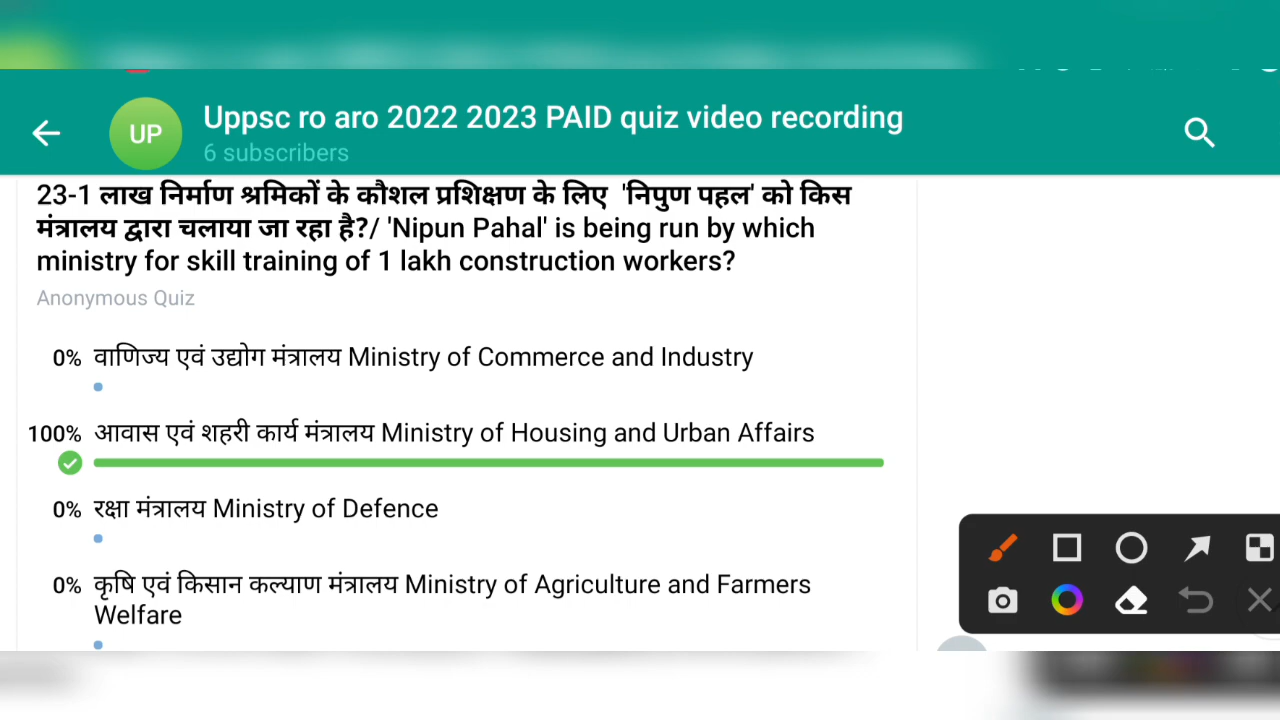 UP
Uppsc ro aro 2022 2023 PAID quiz video recording
6 subscribers
23-1 लाख निर्माण श्रमिकों के कौशल प्रशिक्षण के लिए 'निपुण पहल' को किस
मंत्रालय द्वारा चलाया जा रहा है?/ 'Nipun Pahal' is being run by which
ministry for skill training of 1 lakh construction workers?
Anonymous Quiz
0% वाणिज्य एवं उद्योग मंत्रालय Ministry of Commerce and Industry
100% आवास एवं शहरी कार्य मंत्रालय Ministry of Housing and Urban Affairs
0% रक्षा मंत्रालय Ministry of Defence
0% कृषि एवं किसान कल्याण मंत्रालय Ministry of Agriculture and Farmers
Welfare